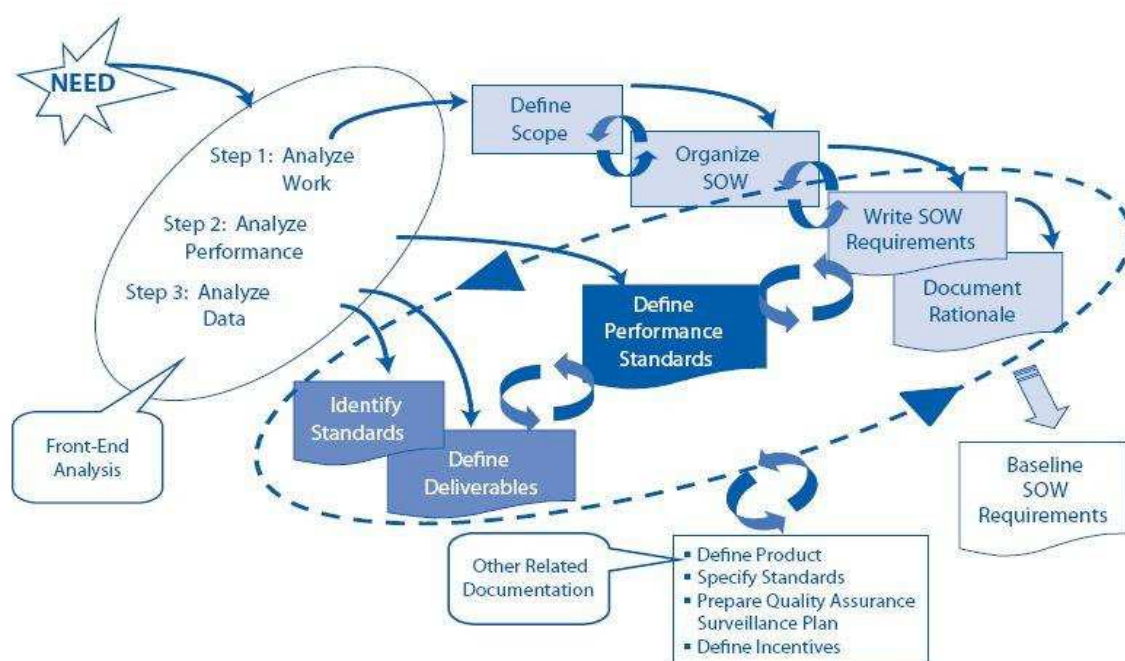 NEED
Step 1: Analyze
Work
Step 2: Analyze
Performance
Step 3: Analyze
Data
Front-End
Analysis
Define
Scope
Organize
SOW
Write SOW
Requirements
Document
Rationale
Define
Performance
Standards
Identify
Standards
Define
Deliverables
Baseline
SOW
Requirements
Other Related
Documentation
▪ Define Product
▪ Specify Standards
▪ Prepare Quality Assurance
Surveillance Plan
▪ Define Incentives